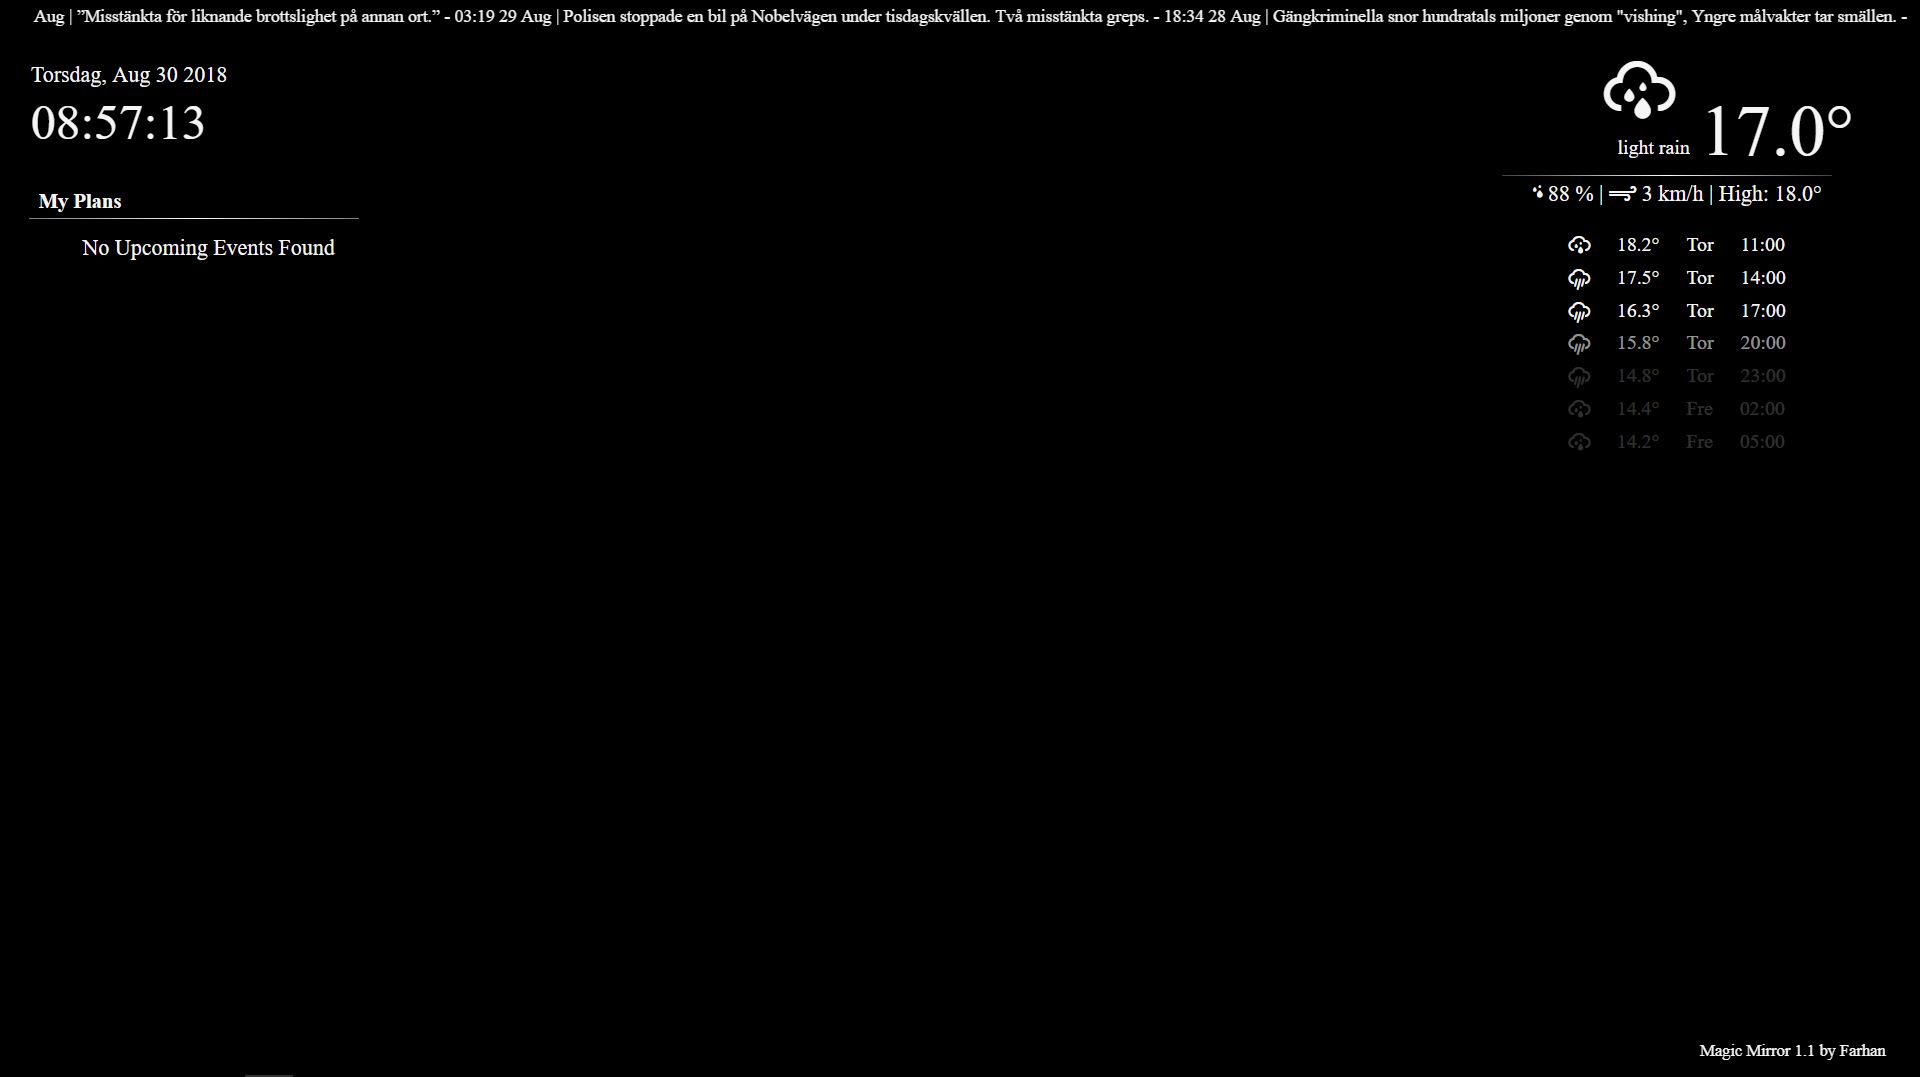 Aug | ”Misstänkta för liknande brottslighet på annan ort.” - 03:19 29 Aug | Polisen stoppade en bil på Nobelvägen under tisdagskvällen. Två misstänkta greps. - 18:34 28 Aug | Gängkriminella snor hundratals miljoner genom "vishing", Yngre målvakter tar smällen. -
Torsdag, Aug 30 2018
08:57:13
My Plans
No Upcoming Events Found
17.0°
light rain
88 % | 3 km/h | High: 18.0°
18.2° Tor 11:00
17.5° Tor 14:00
16.3° Tor 17:00
15.8° Tor 20:00
14.8° Tor 23:00
14.4° Fre 02:00
14.2° Fre 05:00
Magic Mirror 1.1 by Farhan